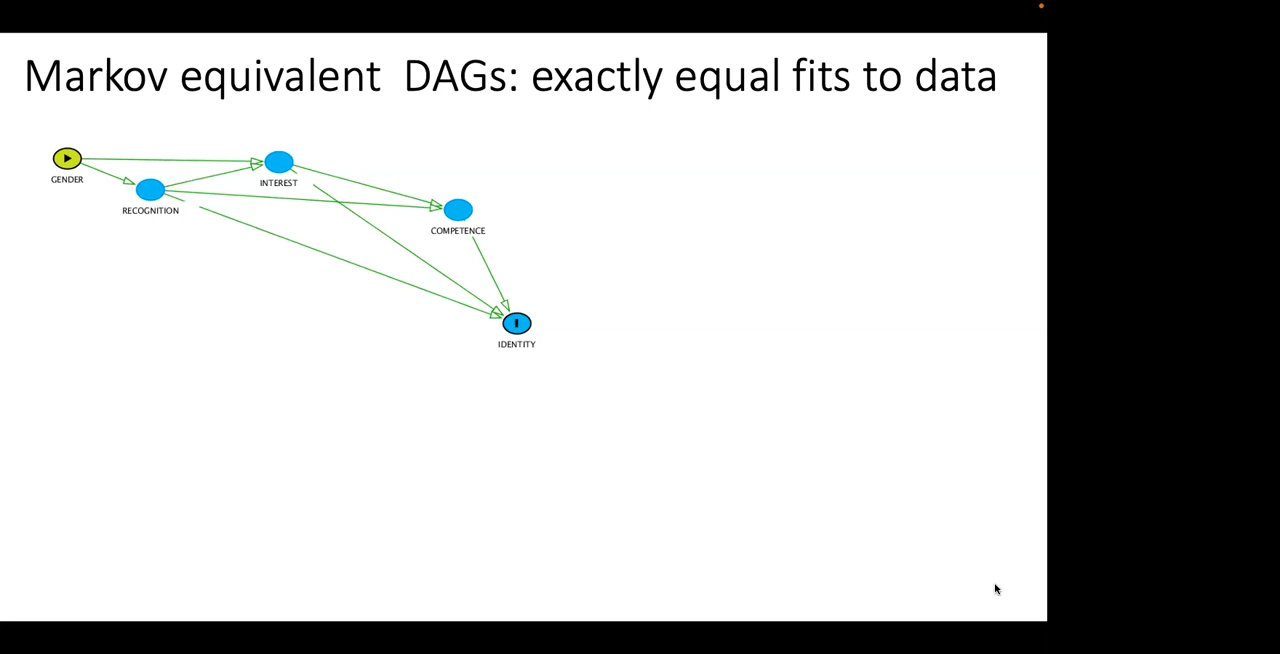 Markov equivalent DAGs: exactly equal fits to data
GENDER
INTEREST
RECOGNITION
COMPETENCE
IDENTITY